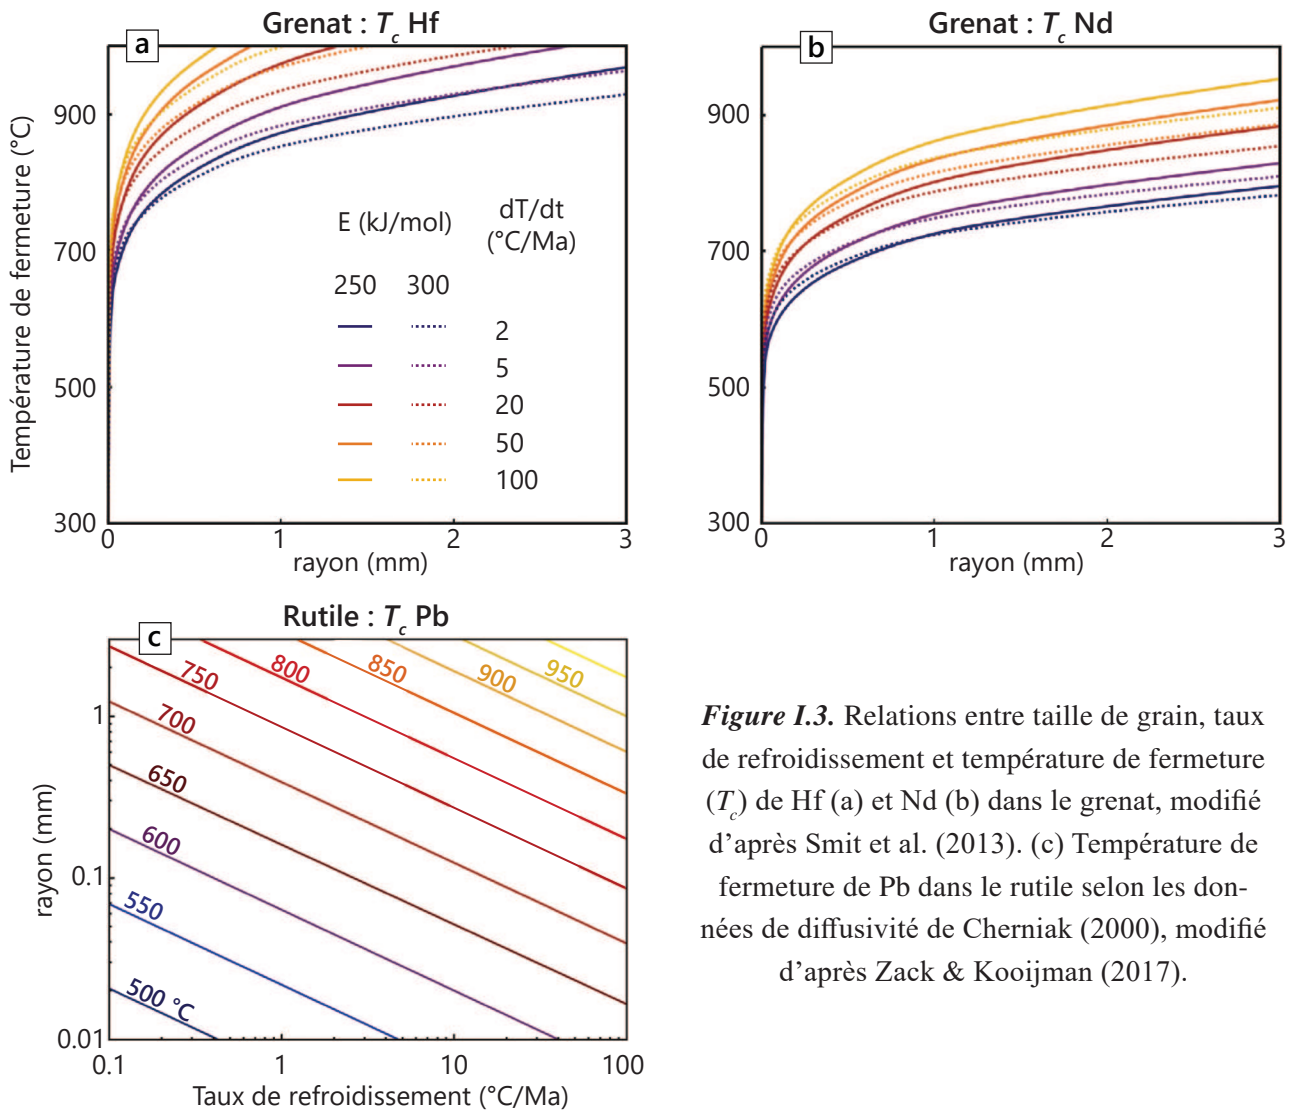 Grenat : Tc Hf
a
Température de fermeture (°C)
900
700
500
300
0
1
2
3
rayon (mm)
E (kJ/mol)
dT/dt
(°C/Ma)
250 300
2
5
20
50
100
Grenat : Tc Nd
b
900
700
500
300
0
1
2
3
rayon (mm)
Rutile : Tc Pb
c
750
800
850
900
950
700
650
600
550
500 °C
rayon (mm)
1
0.1
0.01
0.1
1
10
100
Taux de refroidissement (°C/Ma)
Figure I.3. Relations entre taille de grain, taux
de refroidissement et température de fermeture
(Tc) de Hf (a) et Nd (b) dans le grenat, modifié
d’après Smit et al. (2013). (c) Température de
fermeture de Pb dans le rutile selon les don-
nées de diffusivité de Cherniak (2000), modifié
d’après Zack & Kooijman (2017).